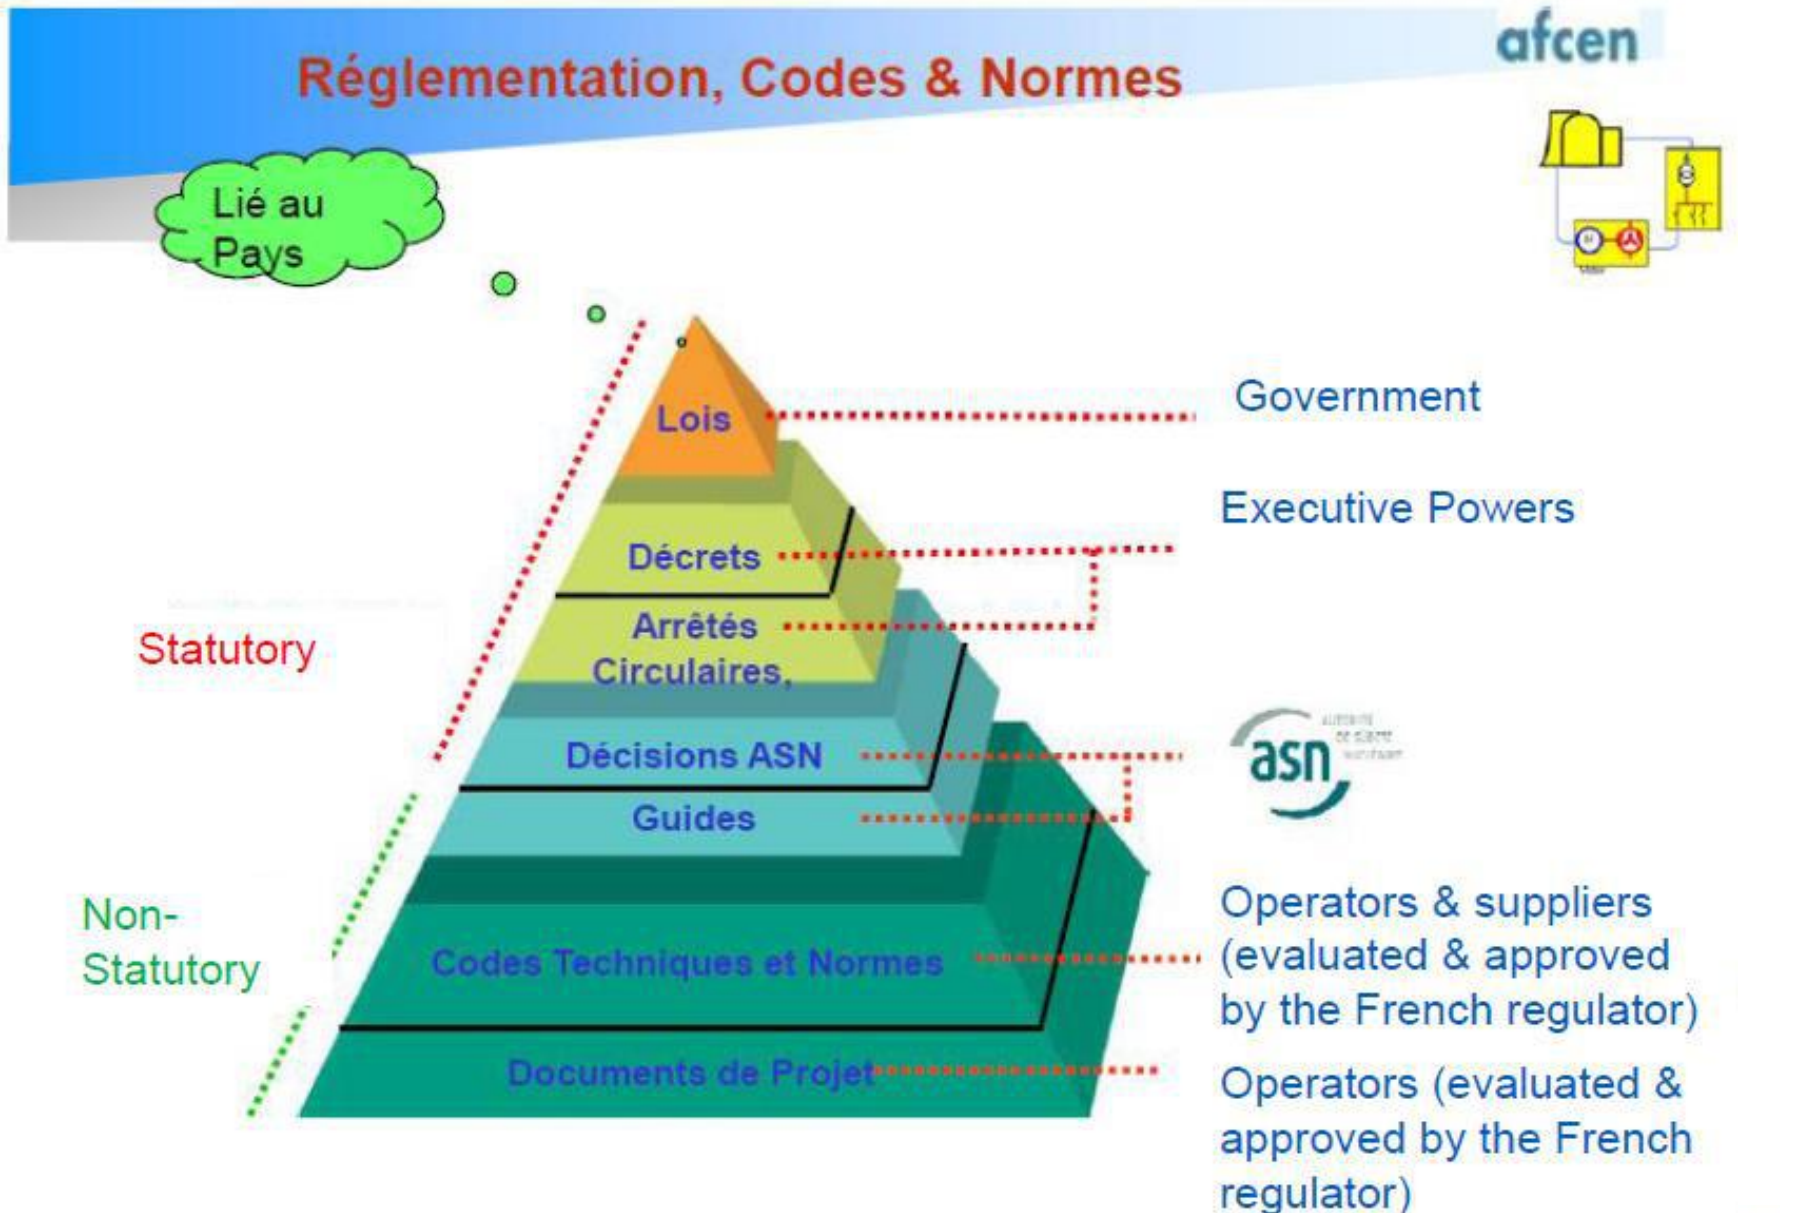 afcen
Réglementation, Codes & Normes
Lié au
Pays
Lois
Government
Executive Powers
Décrets
Arrêtés
Circulaires,
Statutory
asn
Décisions ASN
Guides
Non-
Statutory
Codes Techniques et Normes
Operators & suppliers
(evaluated & approved
by the French regulator)
Documents de Projet
Operators (evaluated &
approved by the French
regulator)